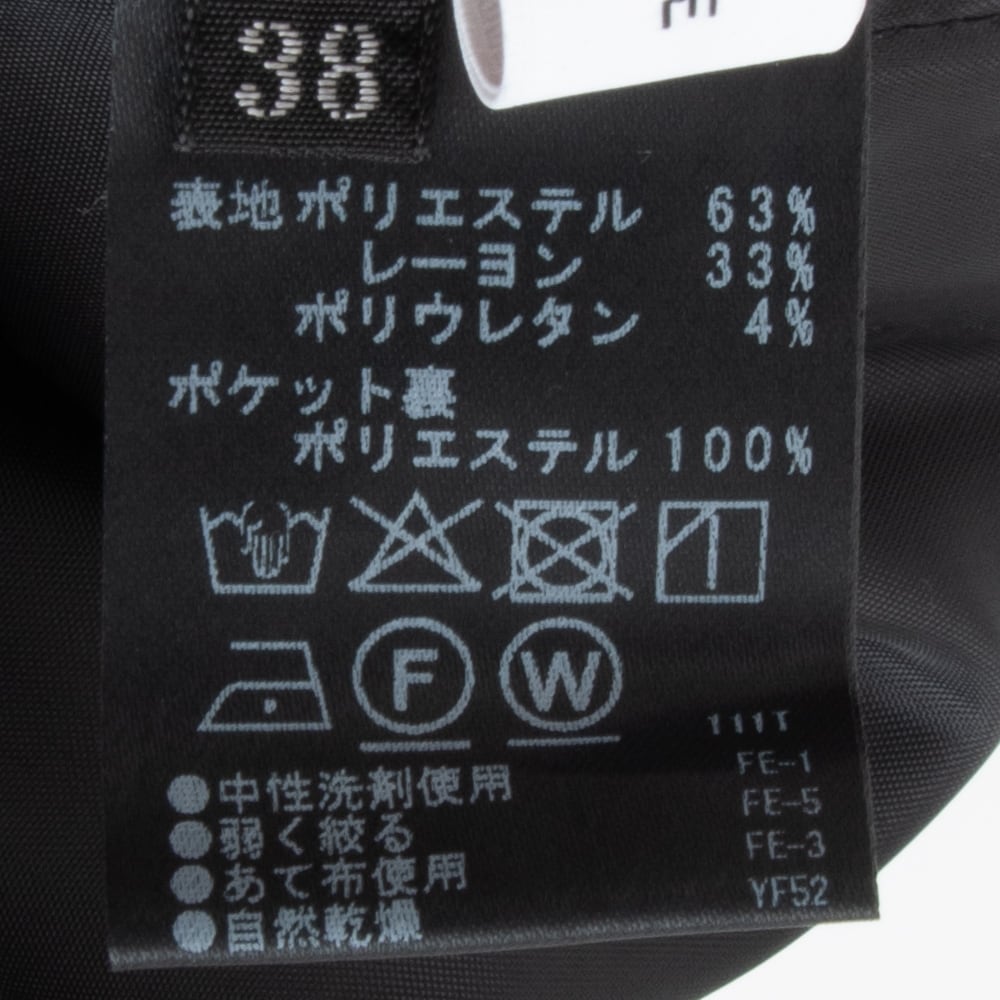 38
表地 ポリエステル 63%
レーヨン 33%
ポリウレタン 4%
ポケット裏
ポリエステル 100%
F W
111T
FE-1
FE-5
FE-3
YF52
●中性洗剤使用
●弱く絞る
●あて布使用
●自然乾燥